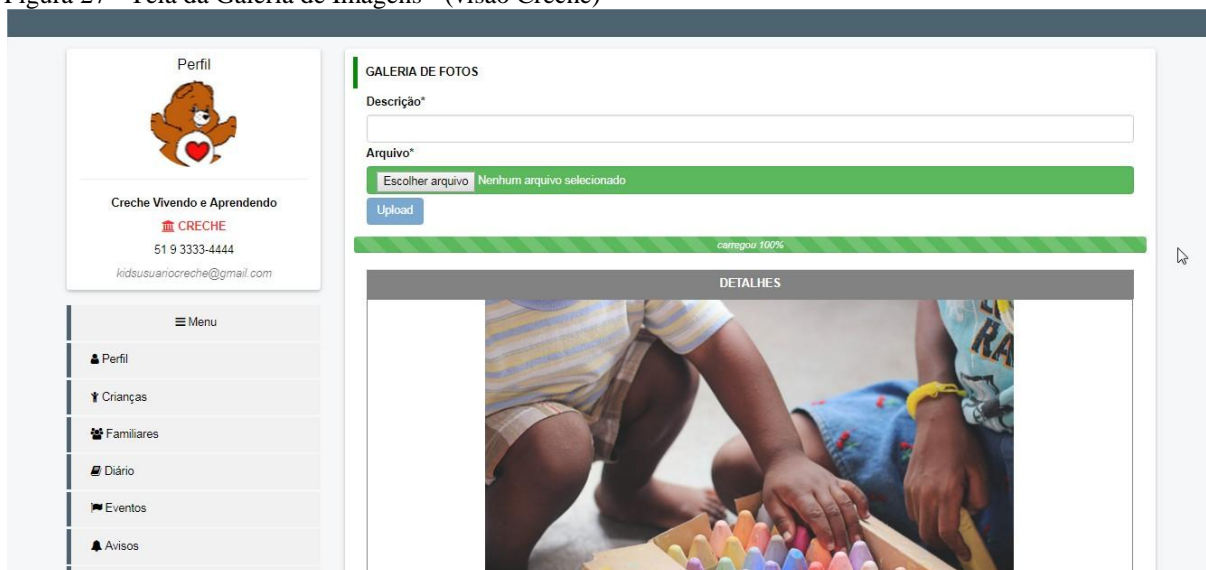 Figura 27 - Tela da Galeria de Imagens - (visão Creche)
Perfil
Creche Vivendo e Aprendendo
CRECHE
51 9 3333-4444
kidsusuariocreche@gmail.com
Menu
Perfil
Crianças
Familiares
Diário
Eventos
Avisos
GALERIA DE FOTOS
Descrição*
Arquivo*
Escolher arquivo Nenhum arquivo selecionado
Upload
carregou 100%
DETALHES
RA